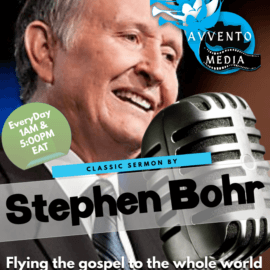 AVVENTO
MEDIA
EveryDay
1AM &
5:00PM
EAT
CLASSIC SERMON BY
Stephen Bohr
Flying the gospel to the whole world